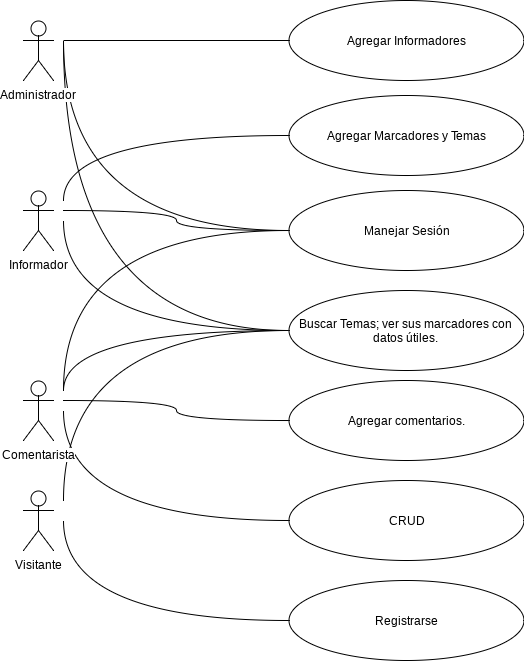 Agregar Informadores
Administrador
Agregar Marcadores y Temas
Manejar Sesión
Informador
Buscar Temas; ver sus marcadores con
datos útiles.
Agregar comentarios.
Comentarista
CRUD
Visitante
Registrarse